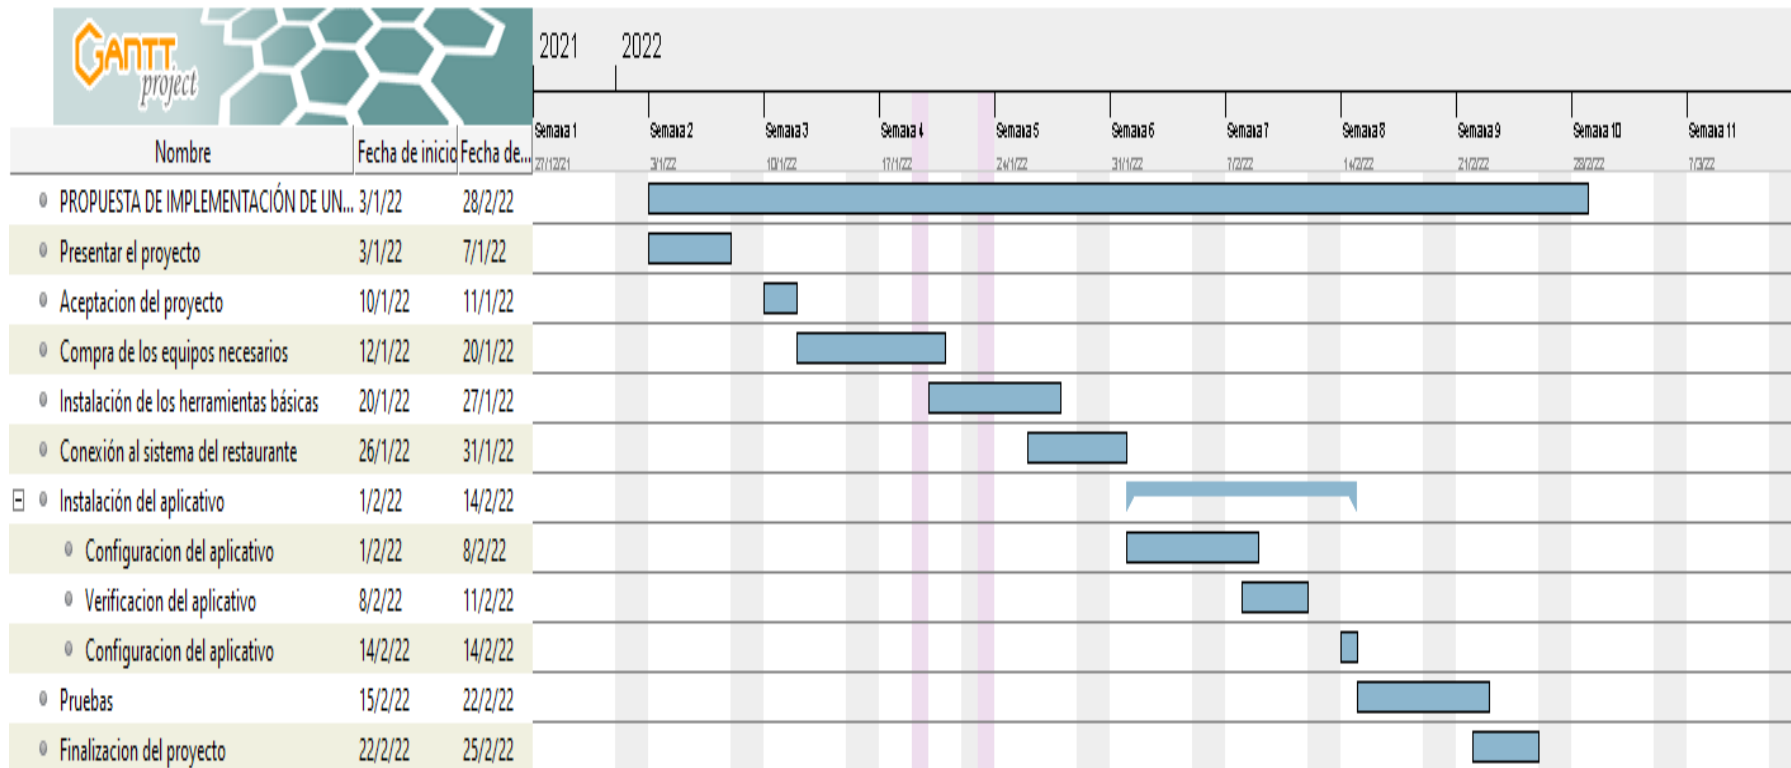 GANTT
project
2021 2022
Semana 1 Semana 2 Semana 3 Semana 4 Semana 5 Semana 6 Semana 7 Semana 8 Semana 9 Semana 10 Semana 11
27/12/21 3/1/22 10/1/22 17/1/22 24/1/22 31/1/22 7/2/22 14/2/22 21/2/22 28/2/22 7/3/22
Nombre Fecha de inicio Fecha de...
PROPUESTA DE IMPLEMENTACIÓN DE UN... 3/1/22 28/2/22
Presentar el proyecto 3/1/22 7/1/22
Aceptacion del proyecto 10/1/22 11/1/22
Compra de los equipos necesarios 12/1/22 20/1/22
Instalación de los herramientas básicas 20/1/22 27/1/22
Conexión al sistema del restaurante 26/1/22 31/1/22
Instalación del aplicativo 1/2/22 14/2/22
Configuracion del aplicativo 1/2/22 8/2/22
Verificacion del aplicativo 8/2/22 11/2/22
Configuracion del aplicativo 14/2/22 14/2/22
Pruebas 15/2/22 22/2/22
Finalizacion del proyecto 22/2/22 25/2/22